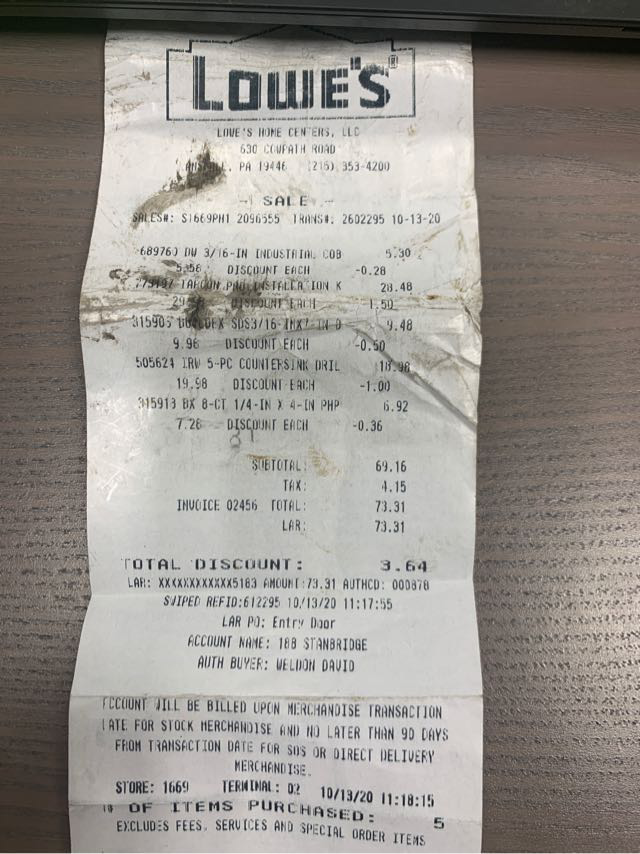 LOWE'S®
LOWE'S HOME CENTERS, LLC
630 COWPATH ROAD
PA 19446 (215) 353-4200
- SALE -
SALES#: S1669PH1 2096555 TRANS#: 2602295 10-13-20
689760 DW 3/16-IN INDUSTRIAL COB 5.30
5.58 DISCOUNT EACH -0.28
TAPCON PRO INSTALLATION K 28.48
DISCOUNT EACH 1.50
315905 SDS3/16-INX7-IN D 9.48
9.98 DISCOUNT EACH -0.50
505624 IRW 5-PC COUNTERSINK DRIL 18.98
19.98 DISCOUNT EACH -1.00
315913 BX 8-CT 1/4-IN X 4-IN PHP 6.92
7.28 DISCOUNT EACH -0.36
SUBTOTAL: 69.16
TAX: 4.15
INVOICE 02456 TOTAL: 73.31
LAR: 73.31
TOTAL DISCOUNT: 3.64
LAR: XXXXXXXXXXXX5183 AMOUNT:73.31 AUTHCD: 000878
SWIPED REFID:612295 10/13/20 11:17:55
LAR PO: Entry Door
ACCOUNT NAME: 188 STANBRIDGE
AUTH BUYER: WELDON DAVID
ACCOUNT WILL BE BILLED UPON MERCHANDISE TRANSACTION
DATE FOR STOCK MERCHANDISE AND NO LATER THAN 90 DAYS
FROM TRANSACTION DATE FOR SOS OR DIRECT DELIVERY
MERCHANDISE.
STORE: 1669 TERMINAL: 02 10/13/20 11:18:15
# OF ITEMS PURCHASED: 5
EXCLUDES FEES, SERVICES AND SPECIAL ORDER ITEMS